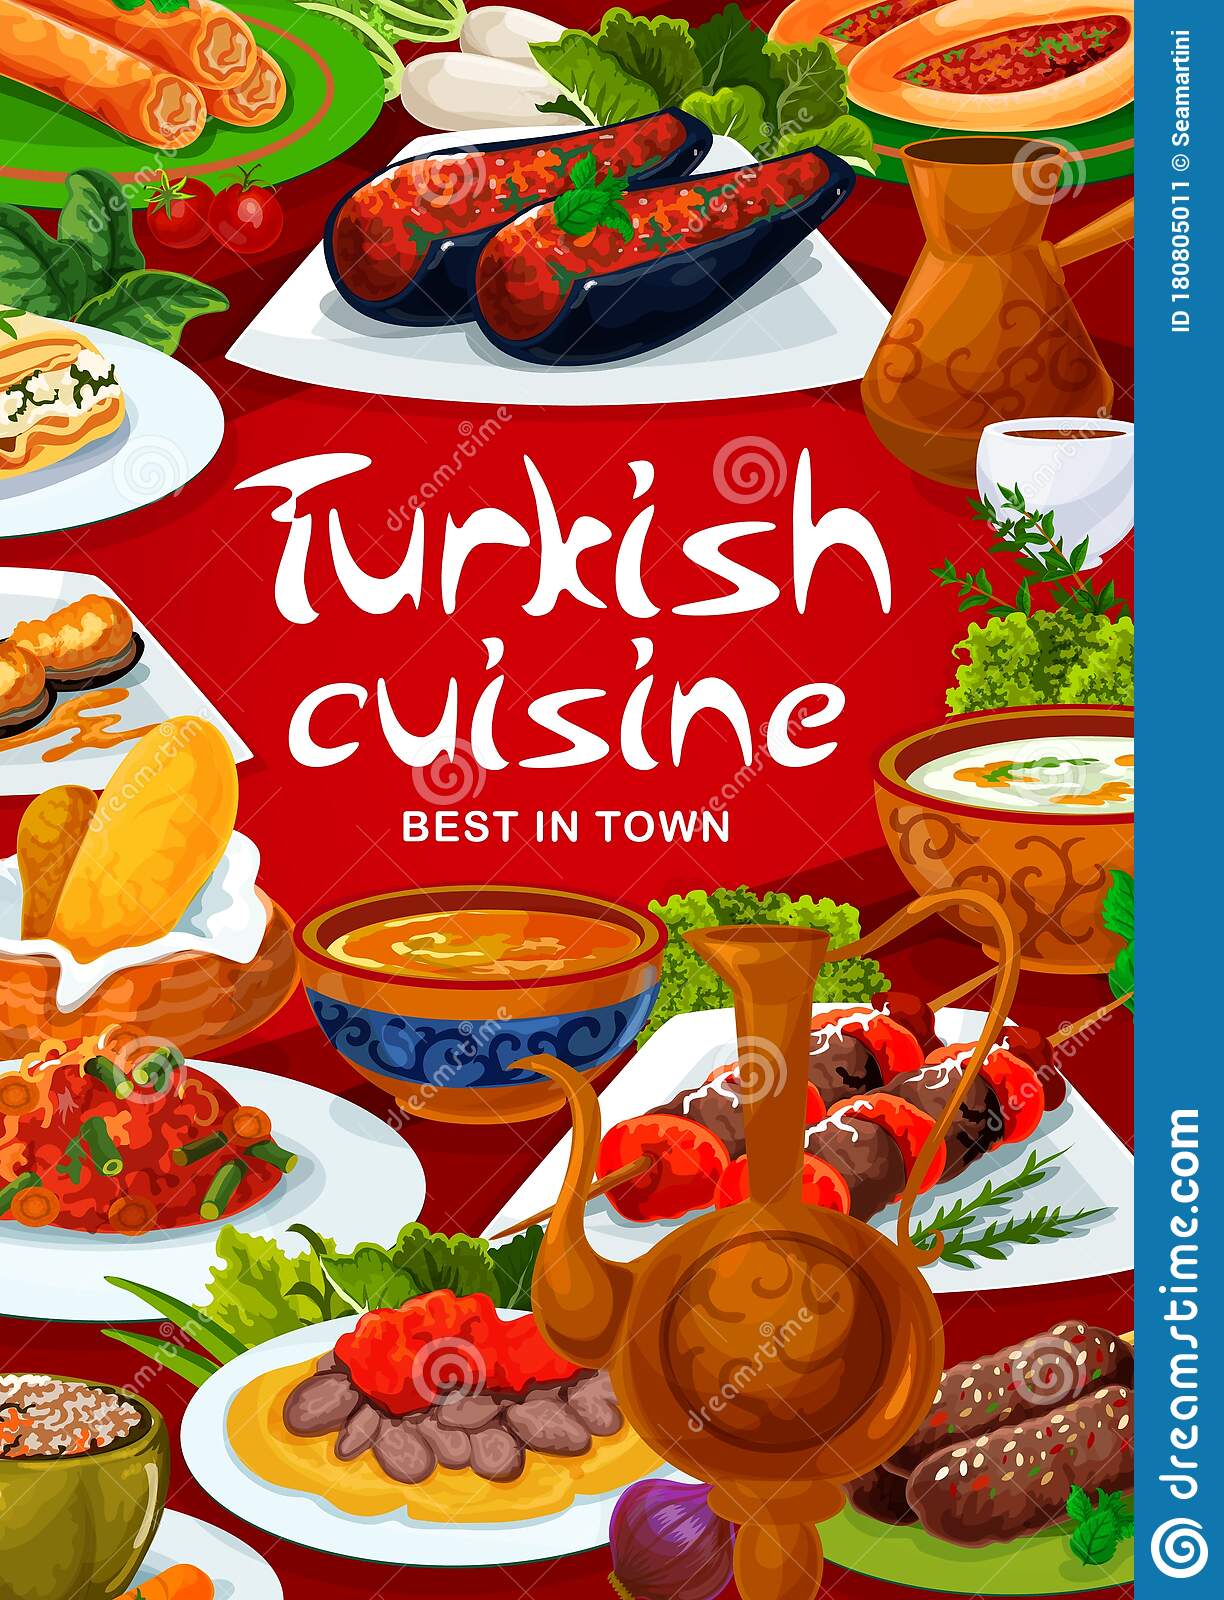 Turkish
cuisine
BEST IN TOWN
ID 180805011 © Seamartini
dreamstime.com